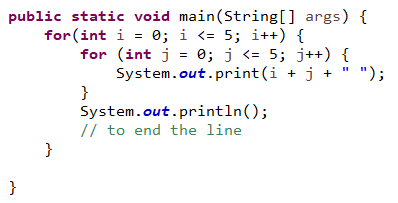 public static void main(String[] args) {
    for(int i = 0; i <= 5; i++) {
        for (int j = 0; j <= 5; j++) {
            System.out.print(i + j + " ");
        }
        System.out.println();
        // to end the line
    }

}